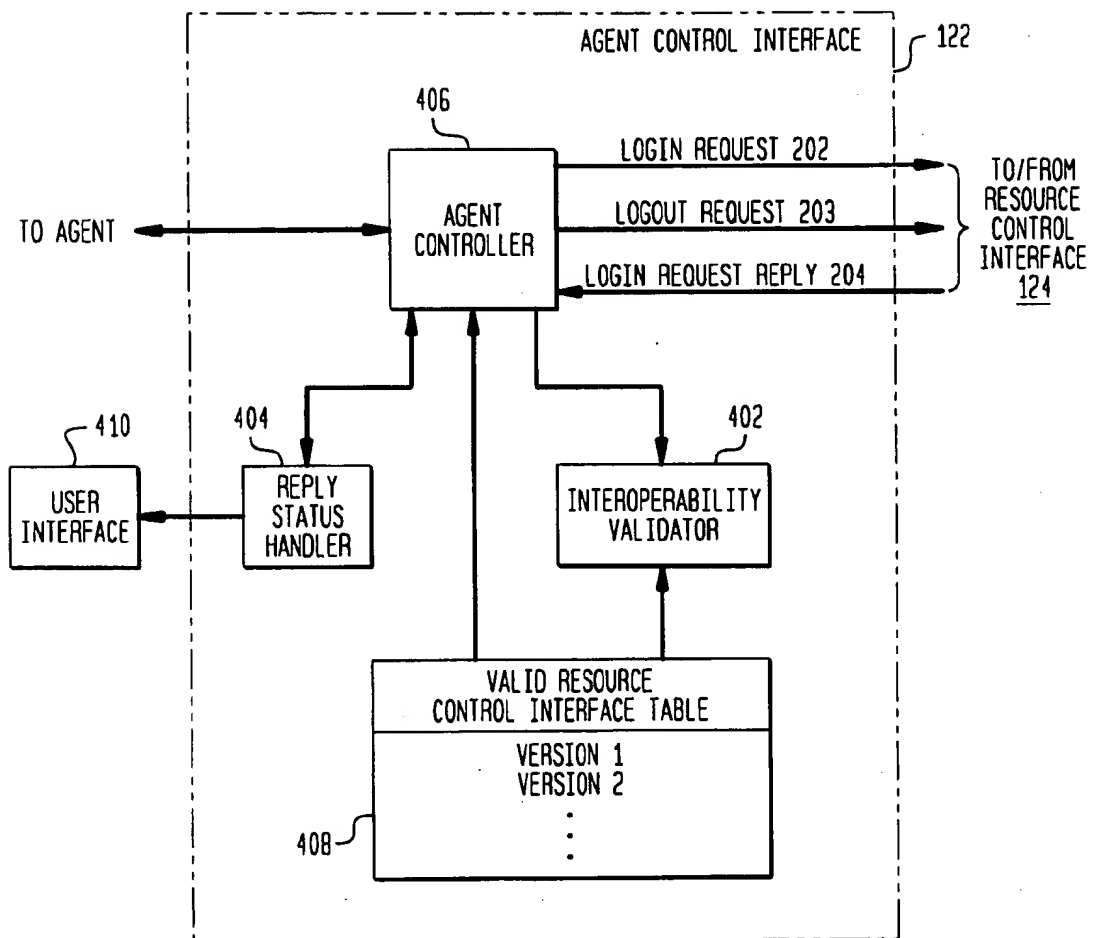 AGENT CONTROL INTERFACE
122
406
LOGIN REQUEST 202
TO AGENT
AGENT
CONTROLLER
LOGOUT REQUEST 203
LOGIN REQUEST REPLY 204
TO/FROM
RESOURCE
CONTROL
INTERFACE
124
410
404
402
USER
INTERFACE
REPLY
STATUS
HANDLER
INTEROPERABILITY
VALIDATOR
VALID RESOURCE
CONTROL INTERFACE TABLE
VERSION 1
VERSION 2
408